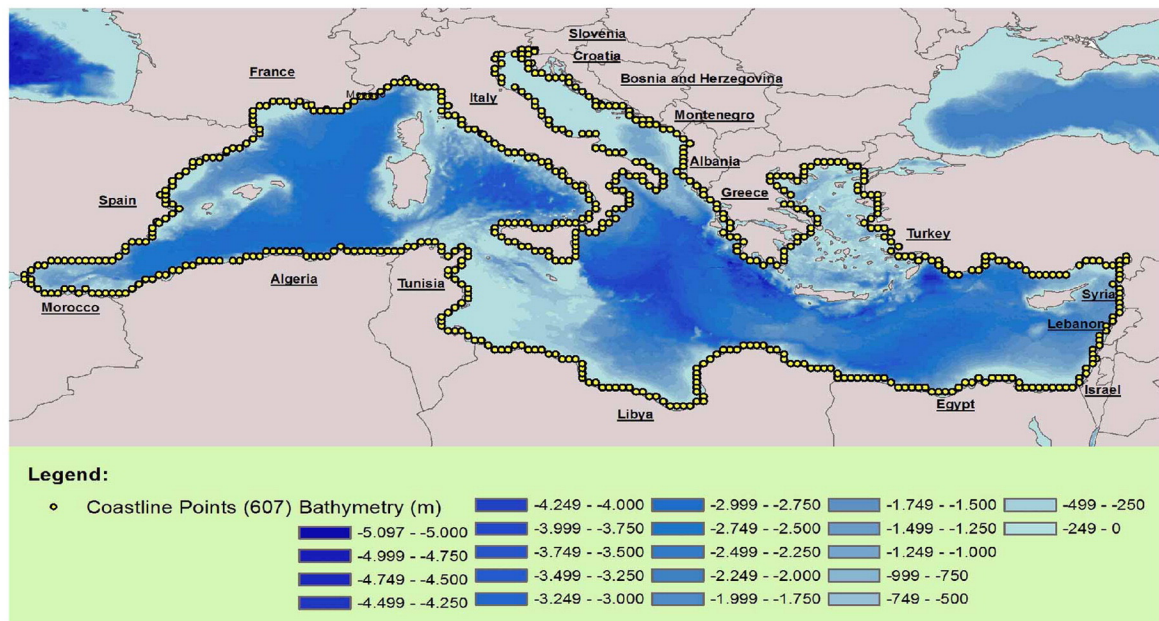 Slovenia
Croatia
France
Bosnia and Herzegovina
Italy
Montenegro
Albania
Greece
Spain
Turkey
Algeria
Tunisia
Morocco
Syria
Lebanon
Israel
Egypt
Libya
Legend:
Coastline Points (607) Bathymetry (m)
-5.097 - -5.000
-4.999 - -4.750
-4.749 - -4.500
-4.499 - -4.250
-4.249 - -4.000
-3.999 - -3.750
-3.749 - -3.500
-3.499 - -3.250
-3.249 - -3.000
-2.999 - -2.750
-2.749 - -2.500
-2.499 - -2.250
-2.249 - -2.000
-1.999 - -1.750
-1.749 - -1.500
-1.499 - -1.250
-1.249 - -1.000
-999 - -750
-749 - -500
-499 - -250
-249 - 0